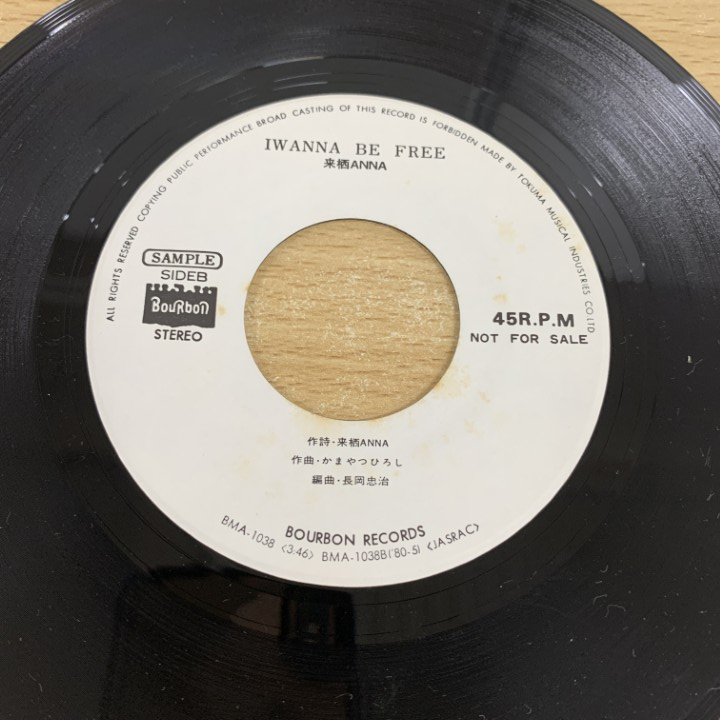 ALL RIGHTS RESERVED COPYING PUBLIC PERFORMANCE BROAD CASTING OF THIS RECORD IS FORBIDDEN MADE BY TOKUMA MUSICAL INDUSTRIES CO.LTD.
IWANNA BE FREE
来栖ANNA
SAMPLE
SIDEB
BouRbon
STEREO
45R.P.M
NOT FOR SALE
作詩・来栖ANNA
作曲・かまやつひろし
編曲・長岡忠治
BOURBON RECORDS
BMA-1038 <3:46> BMA-1038B('80-5) <JASRAC>